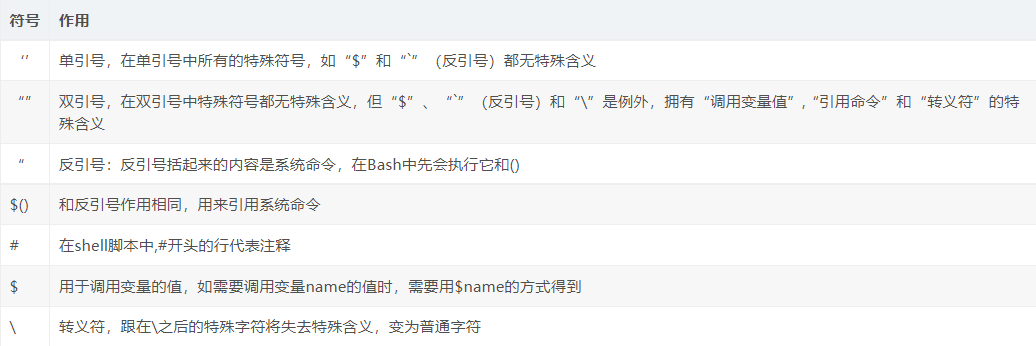 符号 作用
‘’ 单引号，在单引号中所有的特殊符号，如“$”和“`”（反引号）都无特殊含义
“” 双引号，在双引号中特殊符号都无特殊含义，但“$”、“`”（反引号）和“\”是例外，拥有“调用变量值”,“引用命令”和“转义符”的特
殊含义
“ 反引号：反引号括起来的内容是系统命令，在Bash中先会执行它和()
$() 和反引号作用相同，用来引用系统命令
# 在shell脚本中,#开头的行代表注释
$ 用于调用变量的值，如需要调用变量name的值时，需要用$name的方式得到
\ 转义符，跟在\之后的特殊字符将失去特殊含义，变为普通字符